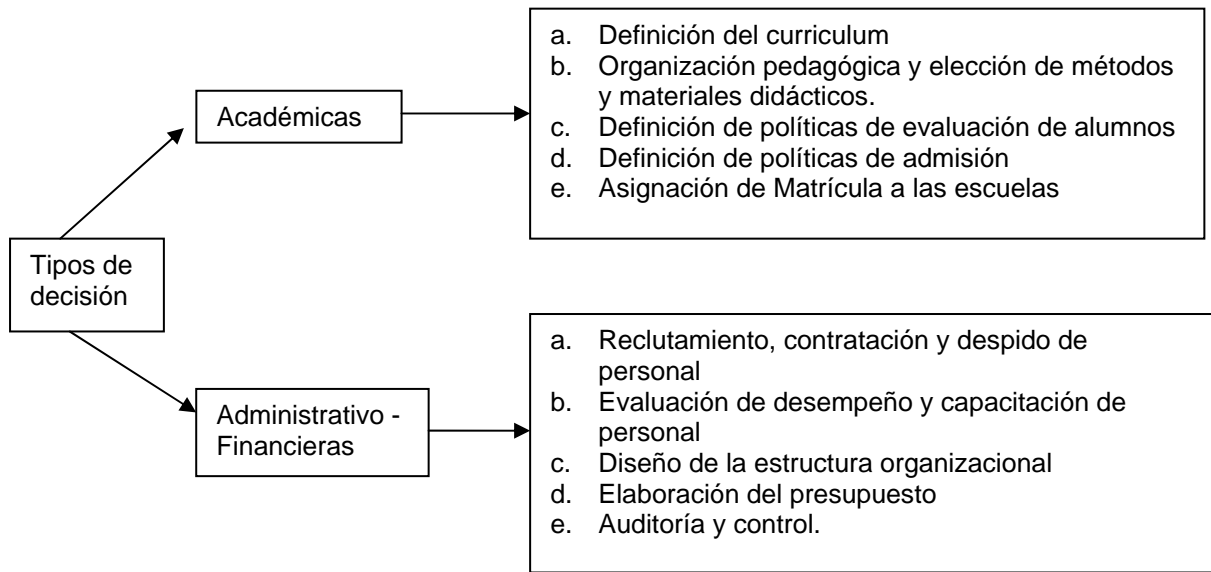 Tipos de
decisión
Académicas
a. Definición del curriculum
b. Organización pedagógica y elección de métodos
y materiales didácticos.
c. Definición de políticas de evaluación de alumnos
d. Definición de políticas de admisión
e. Asignación de Matrícula a las escuelas
Administrativo -
Financieras
a. Reclutamiento, contratación y despido de
personal
b. Evaluación de desempeño y capacitación de
personal
c. Diseño de la estructura organizacional
d. Elaboración del presupuesto
e. Auditoría y control.